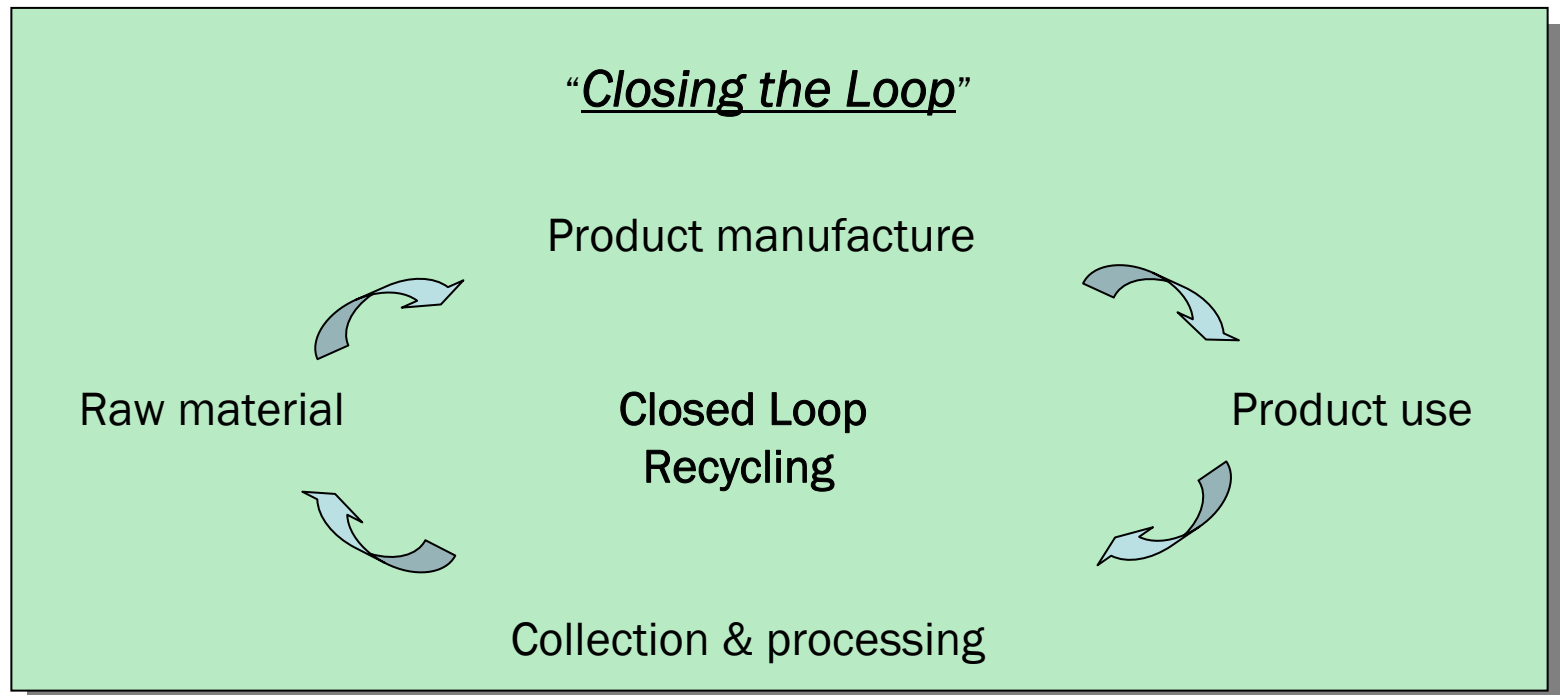 “Closing the Loop”
Product manufacture
Raw material
Closed Loop
Recycling
Product use
Collection & processing